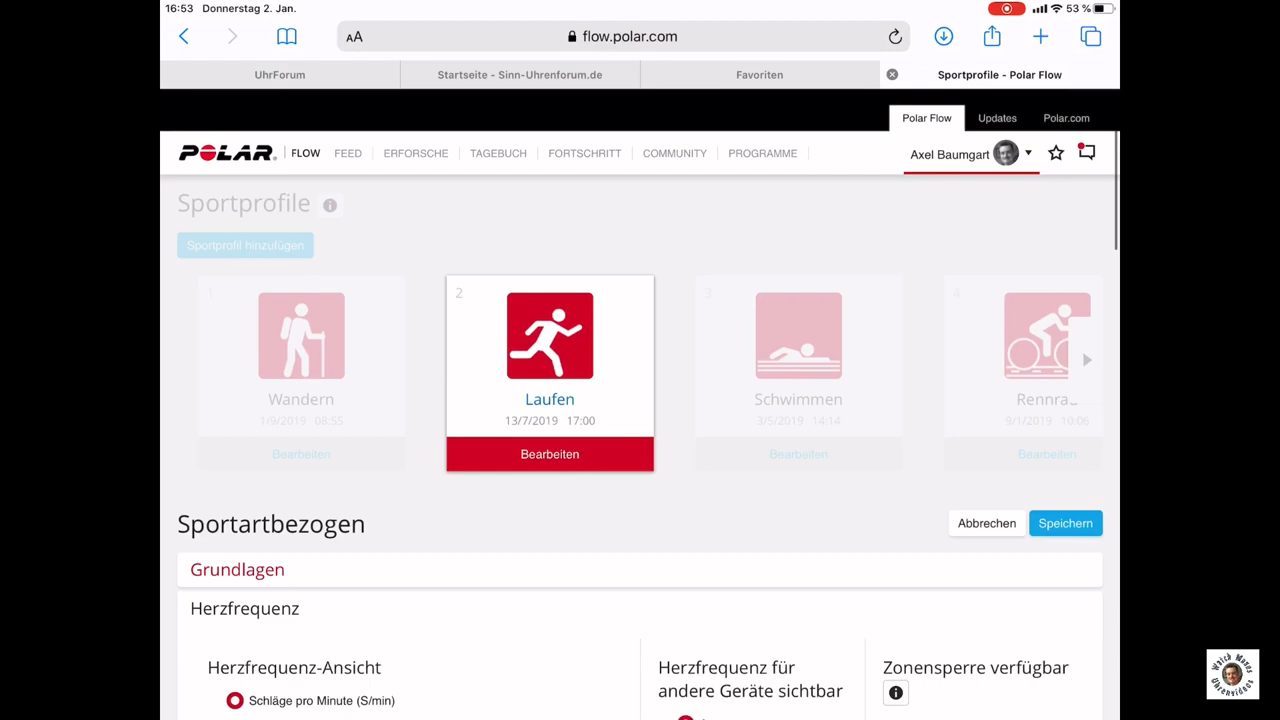 16:53 Donnerstag 2. Jan.
53 %
AA
flow.polar.com
UhrForum
Startseite - Sinn-Uhrenforum.de
Favoriten
Sportprofile - Polar Flow
Polar Flow
Updates
Polar.com
POLAR
FLOW
FEED
ERFORSCHE
TAGEBUCH
FORTSCHRITT
COMMUNITY
PROGRAMME
Axel Baumgart
Sportprofile
Sportprofil hinzufügen
1
Wandern
1/9/2019 08:55
Bearbeiten
2
Laufen
13/7/2019 17:00
Bearbeiten
3
Schwimmen
3/5/2019 14:14
Bearbeiten
4
Rennra...
9/1/2019 10:06
Bearbeiten
Sportartbezogen
Abbrechen
Speichern
Grundlagen
Herzfrequenz
Herzfrequenz-Ansicht
Schläge pro Minute (S/min)
Herzfrequenz für
andere Geräte sichtbar
Zonensperre verfügbar
Uhrenvideos